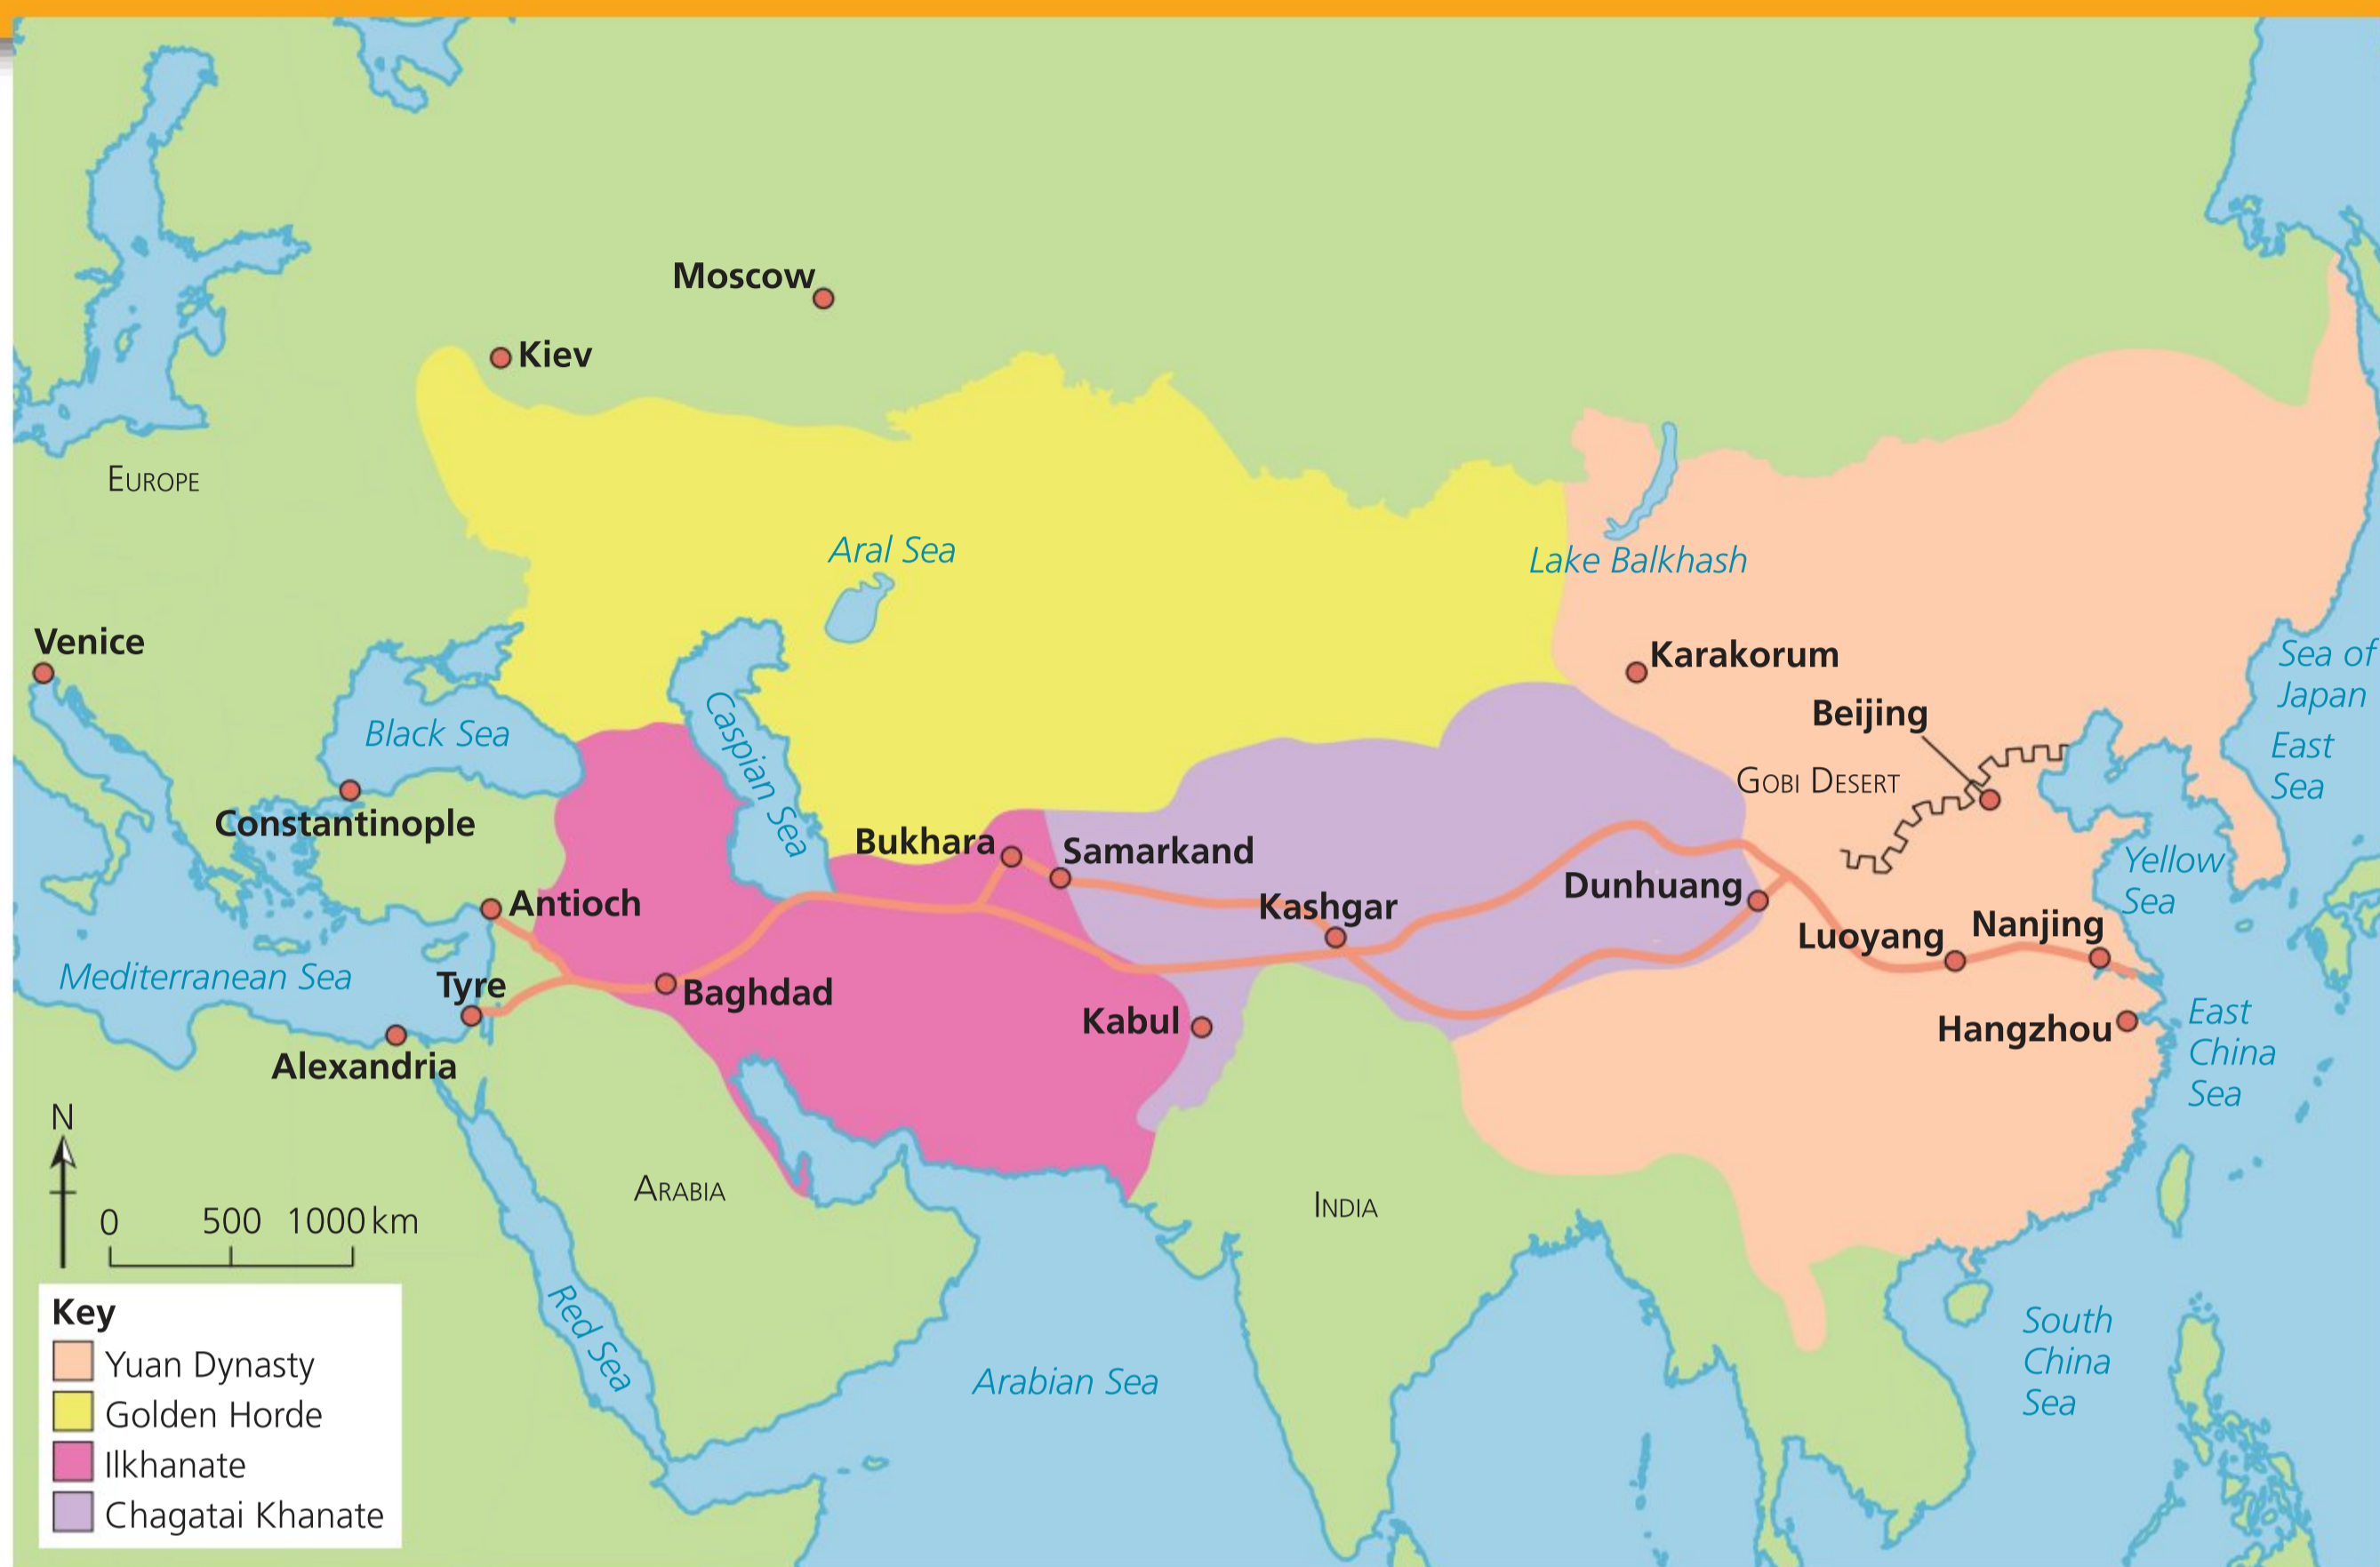 Moscow
Kiev
EUROPE
Aral Sea
Lake Balkhash
Venice
Karakorum
Sea of
Japan
Beijing
Black Sea
Caspian Sea
East
Sea
GOBI DESERT
Constantinople
Bukhara
Samarkand
Yellow
Sea
Kashgar
Dunhuang
Antioch
Luoyang
Nanjing
Mediterranean Sea
Tyre
Baghdad
Kabul
Hangzhou
East
China
Sea
Alexandria
N
ARABIA
INDIA
0 500 1000 km
Red Sea
Arabian Sea
South
China
Sea
Key
Yuan Dynasty
Golden Horde
Ilkhanate
Chagatai Khanate